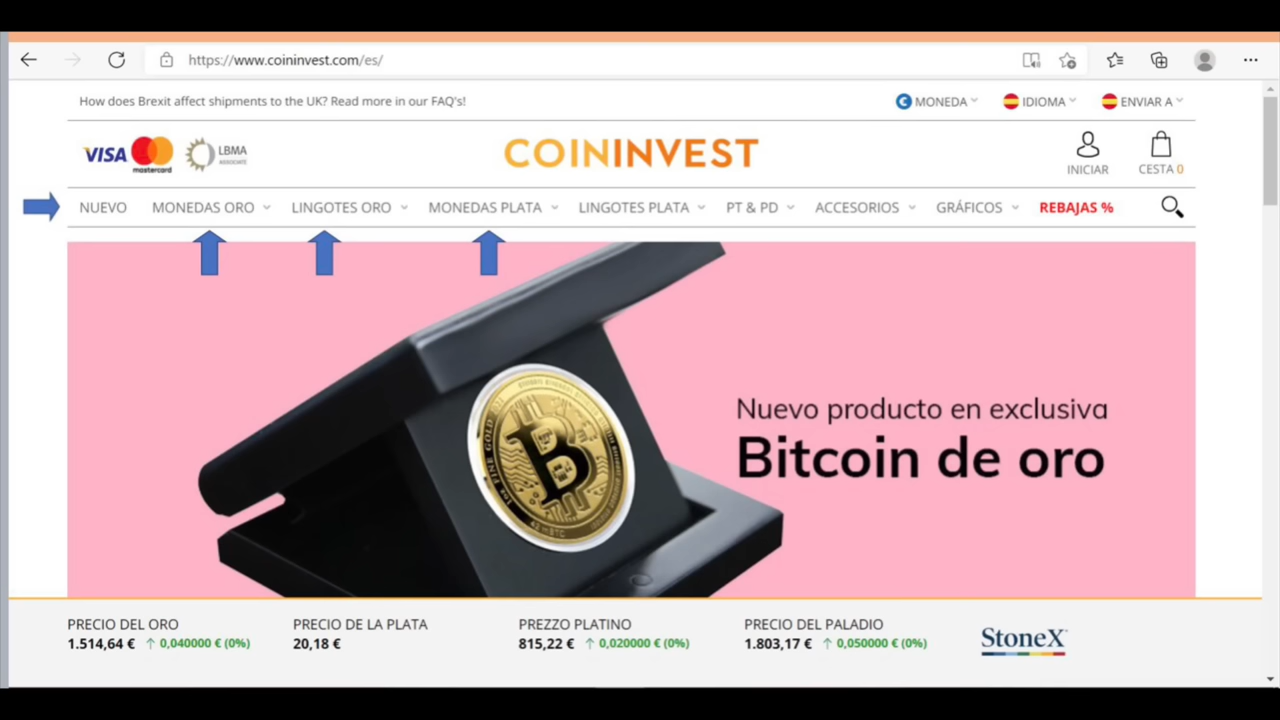 https://www.coininvest.com/es/
How does Brexit affect shipments to the UK? Read more in our FAQ's!
MONEDA IDIOMA ENVIAR A
VISA mastercard LBMA ASSOCIATE
COININVEST
INICIAR CESTA 0
NUEVO MONEDAS ORO LINGOTES ORO MONEDAS PLATA LINGOTES PLATA PT & PD ACCESORIOS GRÁFICOS REBAJAS %
Nuevo producto en exclusiva
Bitcoin de oro
1oz FINE GOLD
PRECIO DEL ORO PRECIO DE LA PLATA PREZZO PLATINO PRECIO DEL PALADIO
1.514,64 € ↑ 0,040000 € (0%) 20,18 € 815,22 € ↑ 0,020000 € (0%) 1.803,17 € ↑ 0,050000 € (0%)
StoneX